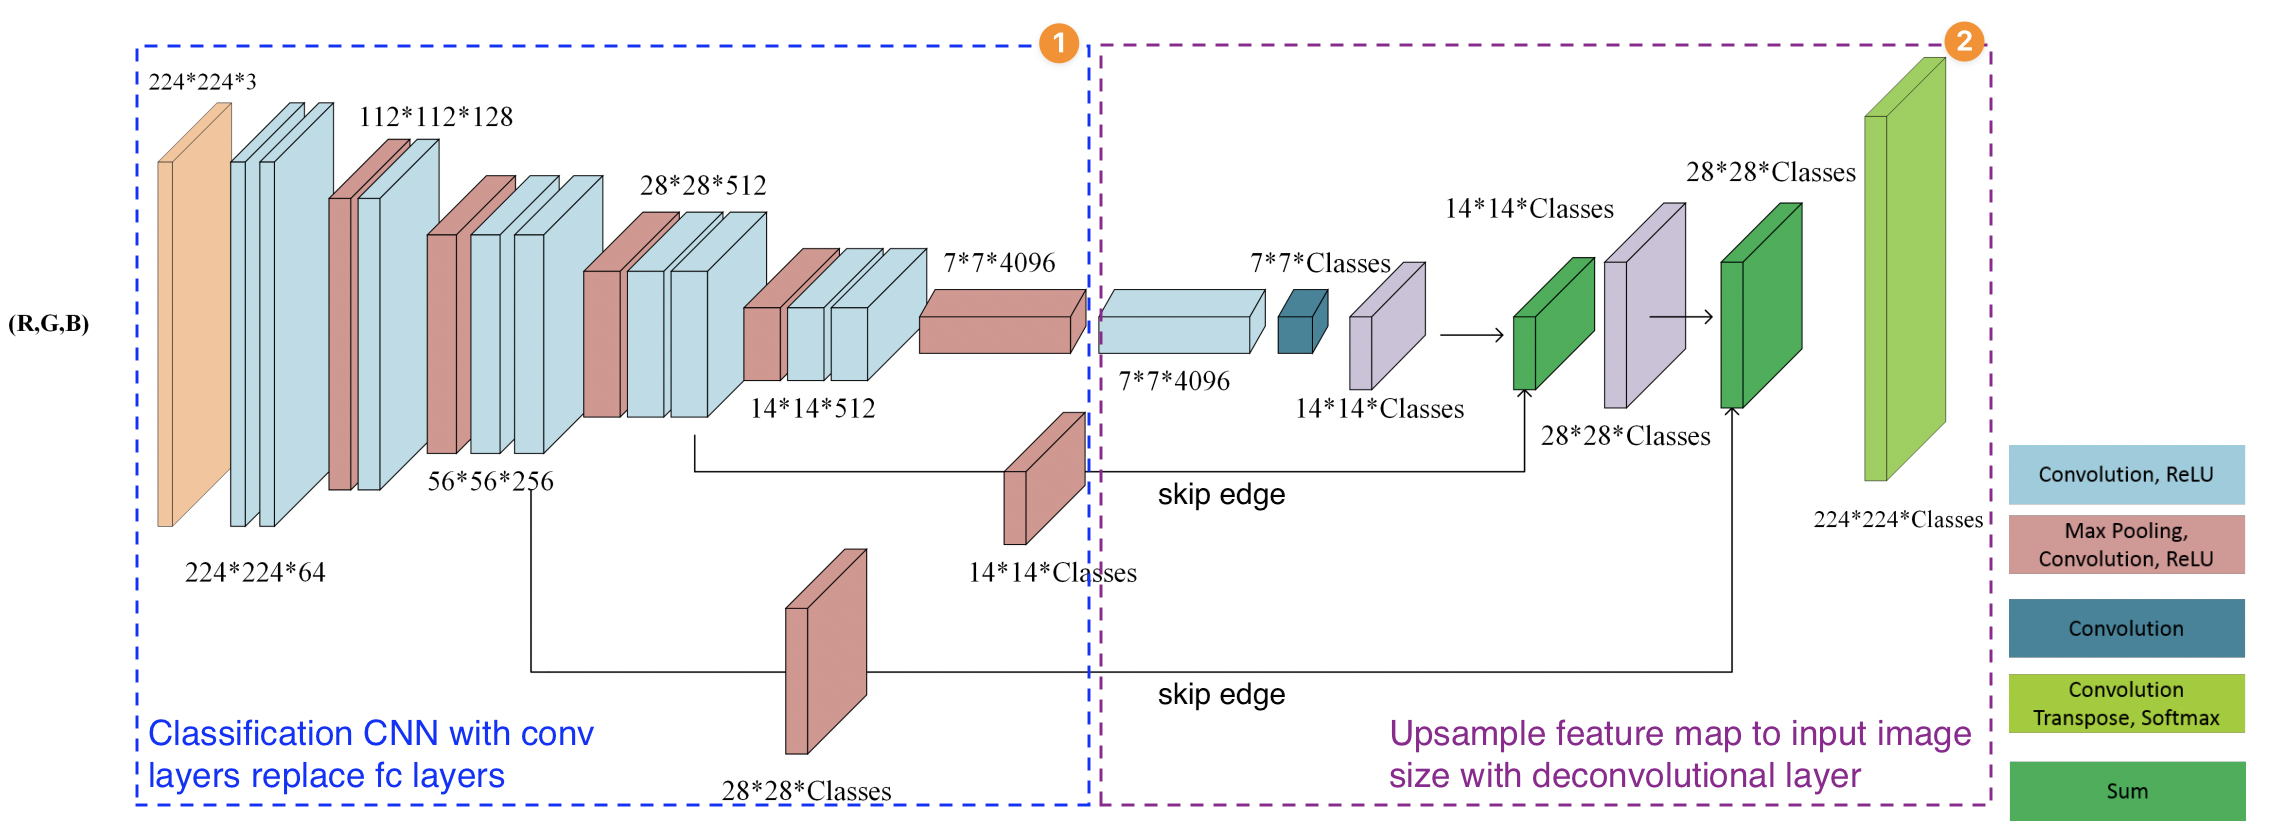 1
2
224*224*3
112*112*128
28*28*512
7*7*4096
7*7*Classes
14*14*Classes
28*28*Classes
(R,G,B)
7*7*4096
14*14*512
14*14*Classes
28*28*Classes
56*56*256
skip edge
224*224*Classes
224*224*64
14*14*Classes
skip edge
28*28*Classes
Classification CNN with conv
layers replace fc layers
Upsample feature map to input image
size with deconvolutional layer
Convolution, ReLU
Max Pooling,
Convolution, ReLU
Convolution
Convolution
Transpose, Softmax
Sum